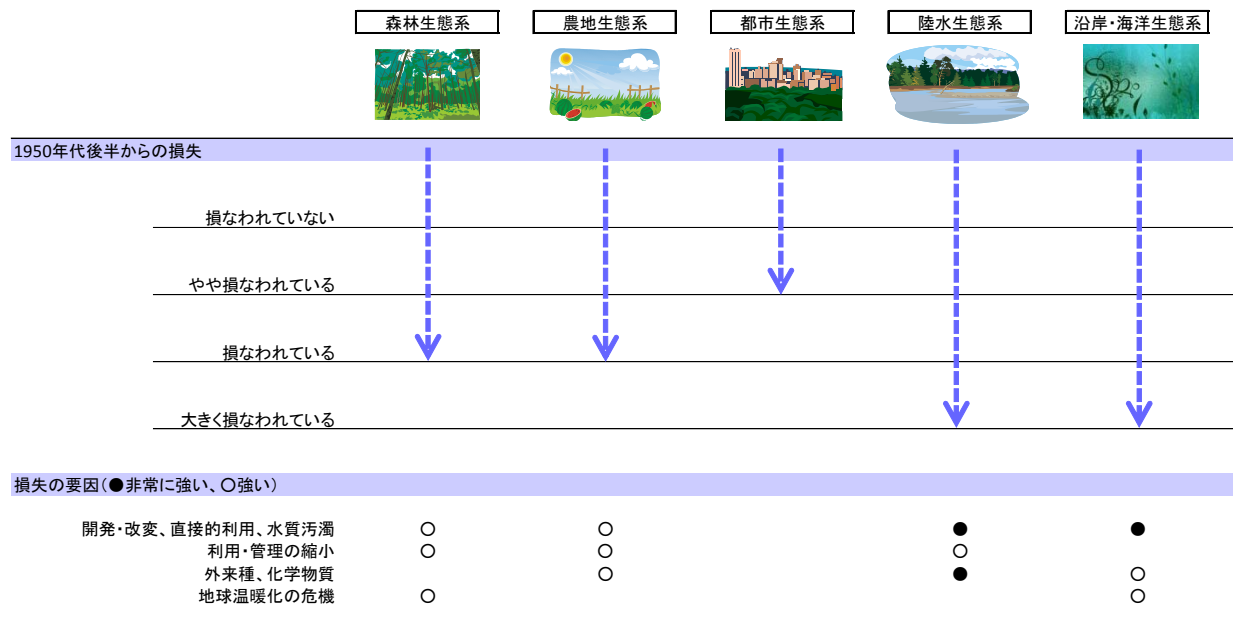 森林生態系 農地生態系 都市生態系 陸水生態系 沿岸・海洋生態系
1950年代後半からの損失
損なわれていない
やや損なわれている
損なわれている
大きく損なわれている
損失の要因(●非常に強い、○強い)
開発・改変、直接的利用、水質汚濁 ○ ○ ● ●
利用・管理の縮小 ○ ○ ○
外来種、化学物質 ○ ● ○
地球温暖化の危機 ○ ○